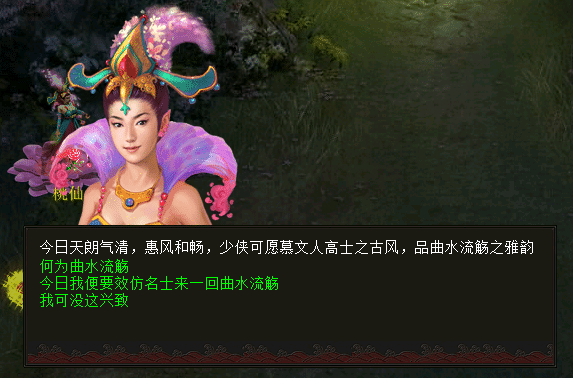 桃仙
今日天朗气清，惠风和畅，少侠可愿慕文人高士之古风，品曲水流觞之雅韵
何为曲水流觞
今日我便要效仿名士来一回曲水流觞
我可没这兴致